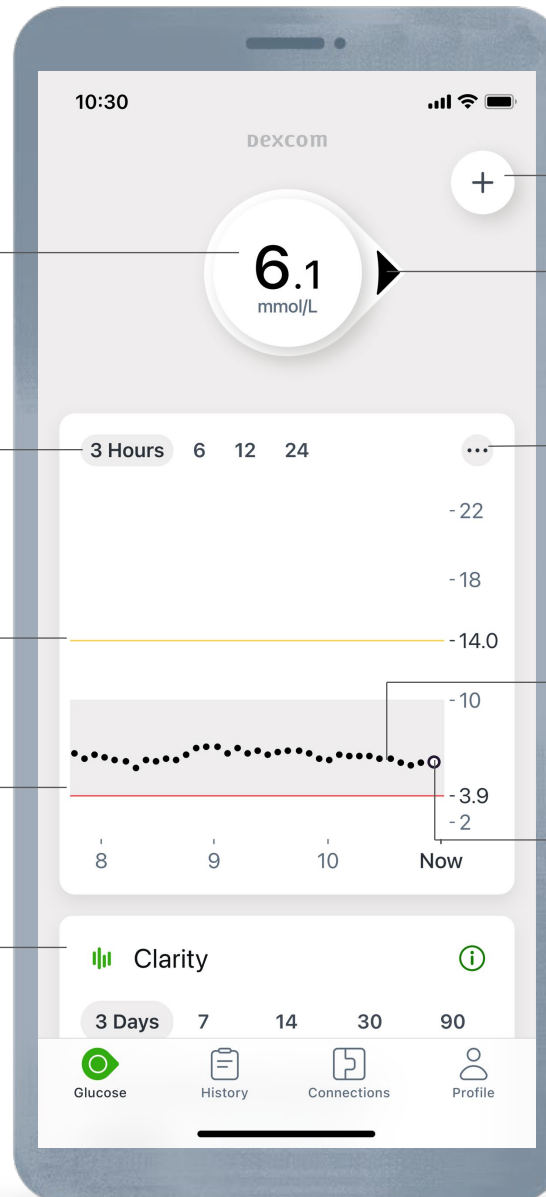 10:30
Dexcom
+
6.1
mmol/L
3 Hours 6 12 24
22
18
14.0
10
3.9
2
8 9 10 Now
Clarity
3 Days 7 14 30 90
Glucose History Connections Profile